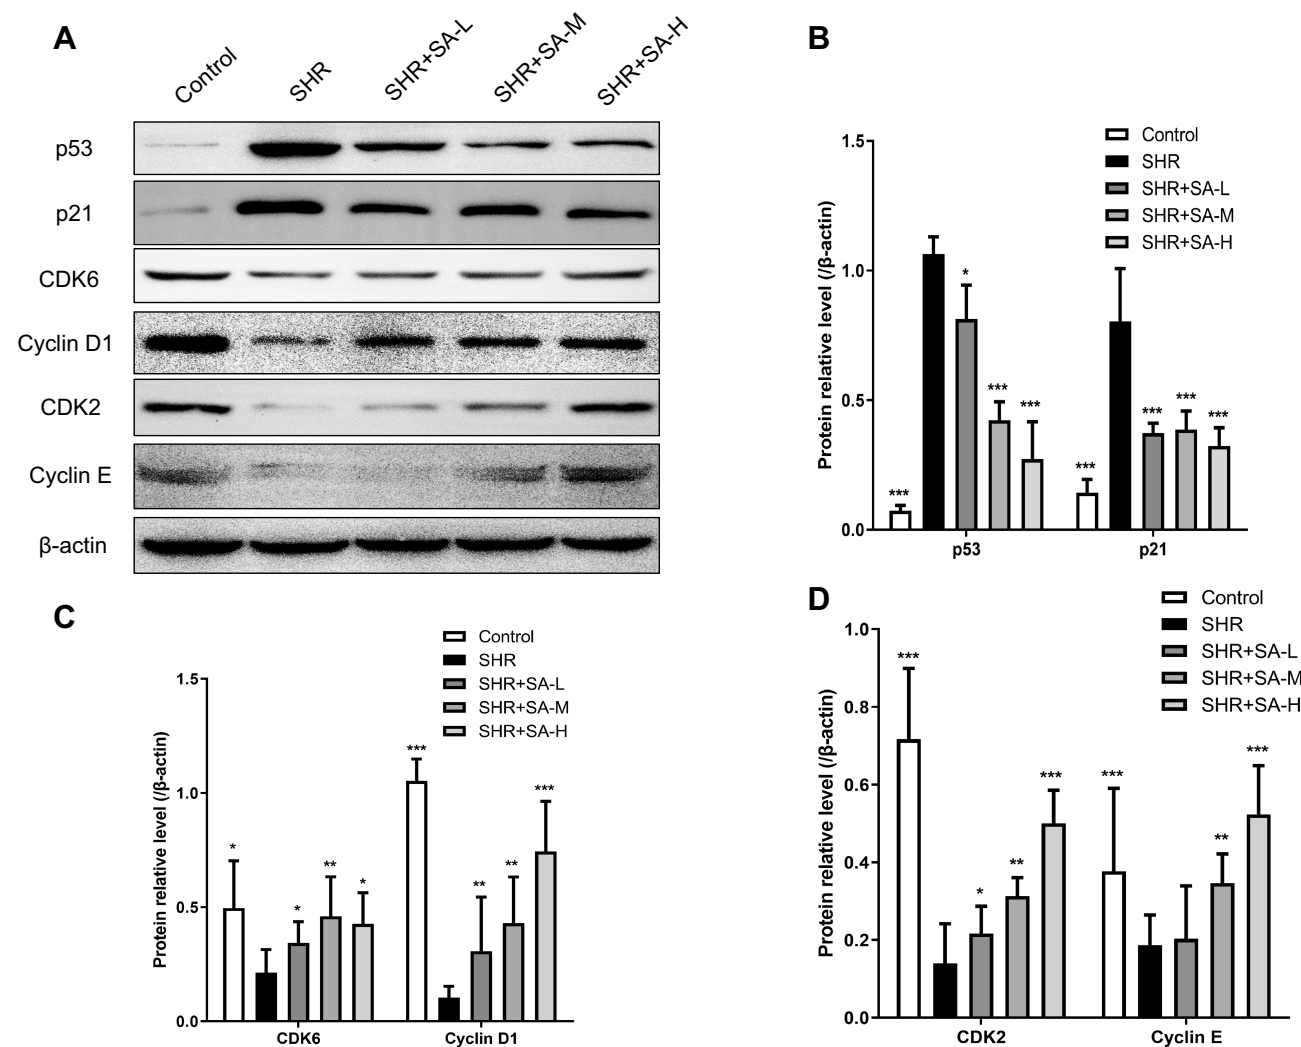 A
Control
SHR
SHR+SA-L
SHR+SA-M
SHR+SA-H
p53
p21
CDK6
Cyclin D1
CDK2
Cyclin E
β-actin
B
Control
SHR
SHR+SA-L
SHR+SA-M
SHR+SA-H
Protein relative level (/β-actin)
1.5
1.0
0.5
0.0
***
*
***
***
***
***
***
***
p53
p21
C
Control
SHR
SHR+SA-L
SHR+SA-M
SHR+SA-H
Protein relative level (/β-actin)
1.5
1.0
0.5
0.0
*
*
**
*
***
**
**
***
CDK6
Cyclin D1
D
Control
SHR
SHR+SA-L
SHR+SA-M
SHR+SA-H
Protein relative level (/β-actin)
1.0
0.8
0.6
0.4
0.2
0.0
***
*
**
***
***
**
***
CDK2
Cyclin E